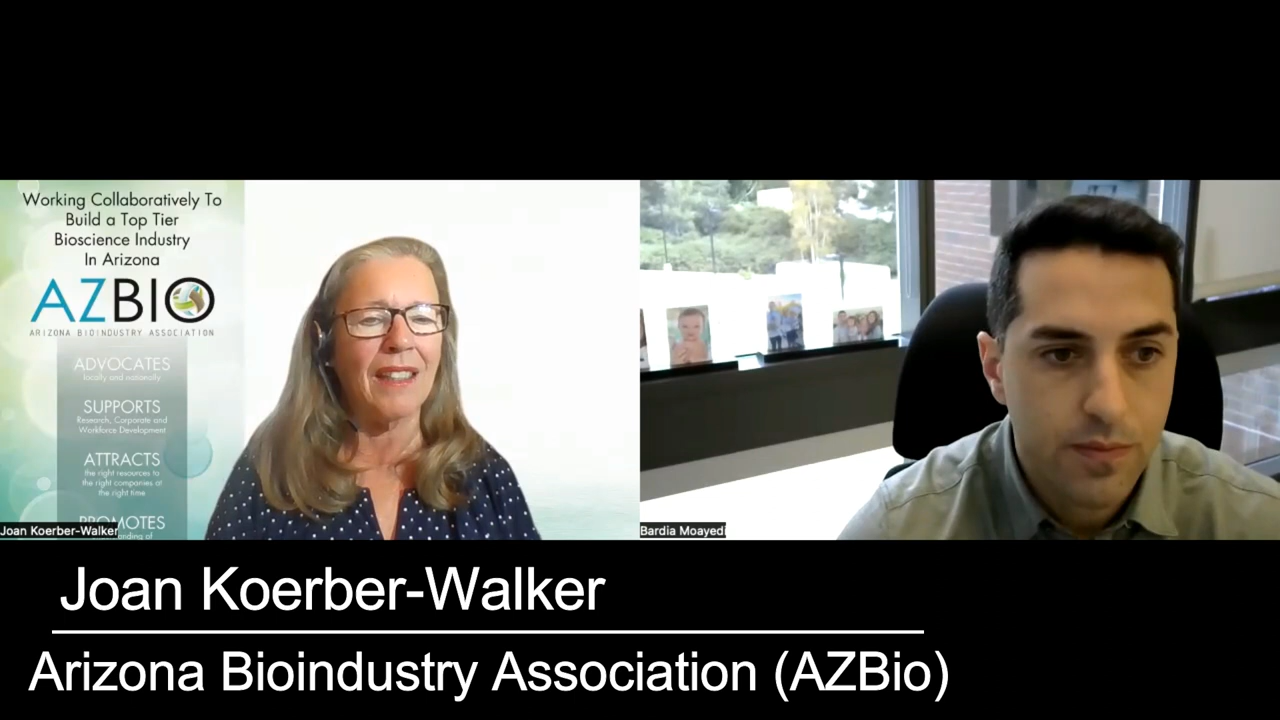 Working Collaboratively To
Build a Top Tier
Bioscience Industry
In Arizona
AZBIO
ARIZONA BIOINDUSTRY ASSOCIATION
ADVOCATES
locally and nationally
SUPPORTS
Research, Corporate and
Workforce Development
ATTRACTS
the right resources to
the right companies at
the right time
PROMOTES
Joan Koerber-Walker
Bardia Moayedi
Joan Koerber-Walker
Arizona Bioindustry Association (AZBio)